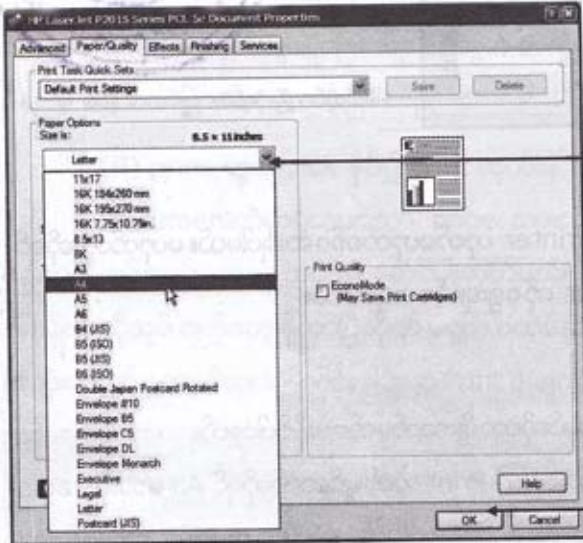 HP LaserJet P2015 Series PCL 5e Document Properties
Advanced Paper/Quality Effects Finishing Services
Print Task Quick Sets
Default Print Settings Save Delete
Paper Options
Size is: 8.5 × 11 inches
Letter
11x17
16K 184x260 mm
16K 195x270 mm
16K 7.75x10.75in.
8.5x13
8K
A3
A4
A5
A6
B4 (JIS)
B5 (ISO)
B5 (JIS)
B6 (ISO)
Double Japan Postcard Rotated
Envelope #10
Envelope B5
Envelope C5
Envelope DL
Envelope Monarch
Executive
Legal
Letter
Postcard (JIS)
Print Quality
EconoMode
(May Save Print Cartridges)
Help
OK Cancel